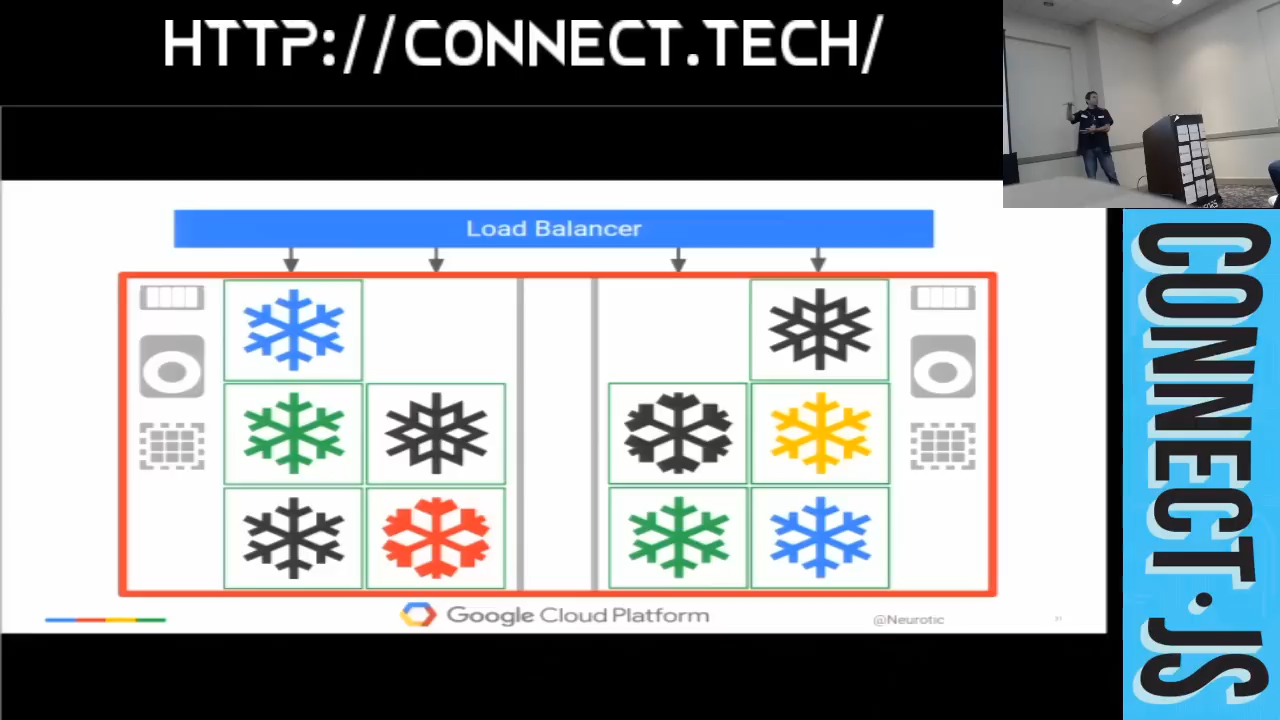 HTTP://CONNECT.TECH/
Load Balancer
Google Cloud Platform
@Neurotic
CONNECT.JS